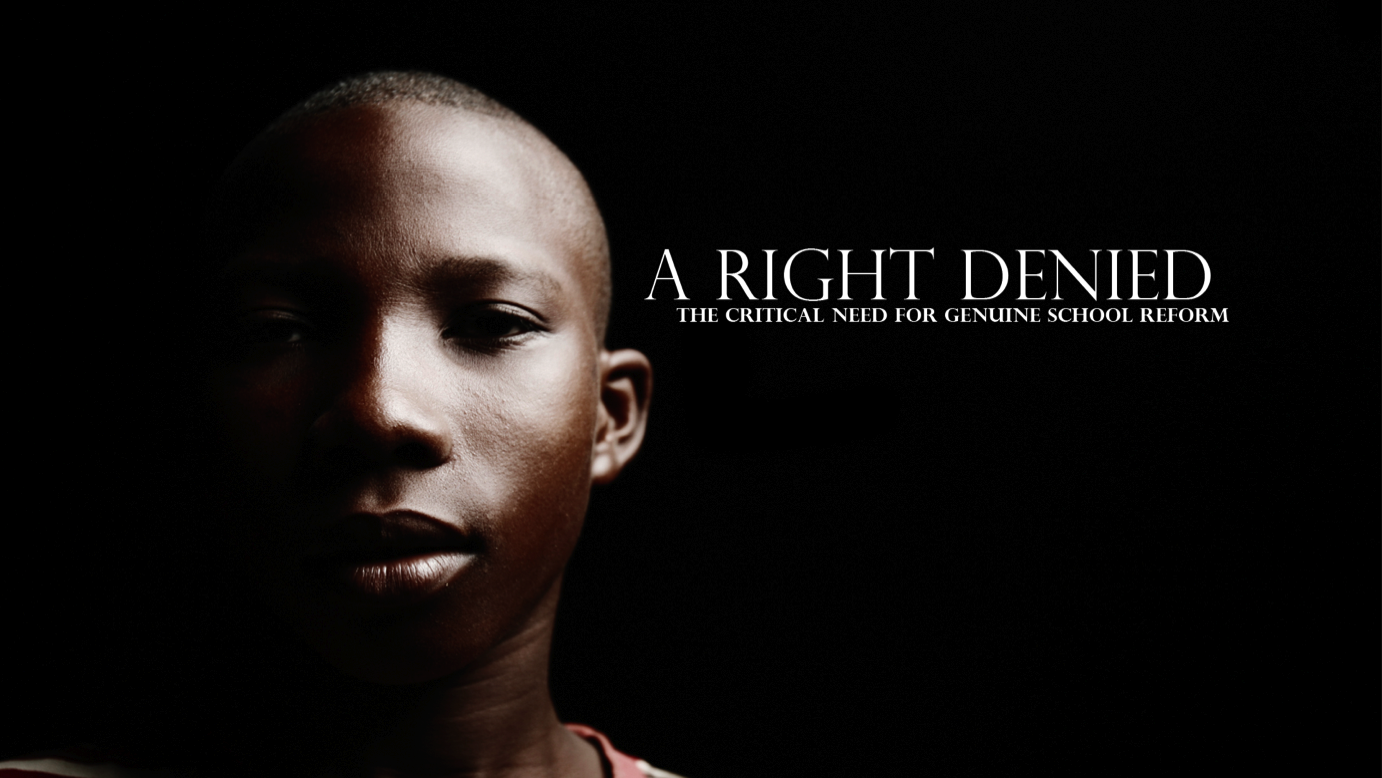 A RIGHT DENIED
THE CRITICAL NEED FOR GENUINE SCHOOL REFORM